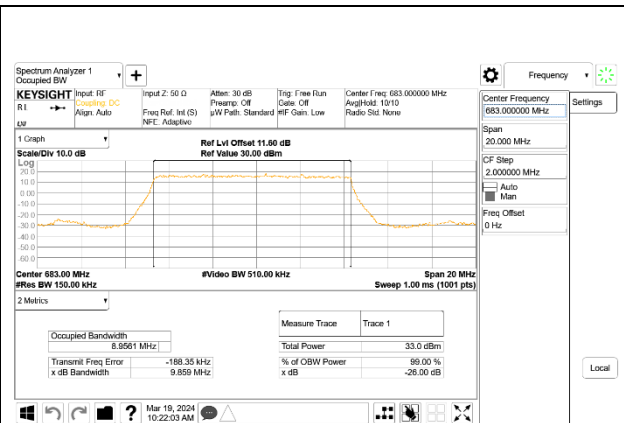 Spectrum Analyzer 1
Occupied BW
Frequency
KEYSIGHT
Input: RF
Coupling: DC
Align: Auto
Input Z: 50 Ω
Freq Ref: Int (S)
NFE: Adaptive
Atten: 30 dB
Preamp: Off
µW Path: Standard
Trig: Free Run
Gate: Off
#IF Gain: Low
Center Freq: 683.000000 MHz
Avg|Hold: 10/10
Radio Std: None
Center Frequency
683.000000 MHz
Settings
Span
20.000 MHz
CF Step
2.000000 MHz
Auto
Man
Freq Offset
0 Hz
1 Graph
Scale/Div 10.0 dB
Ref Lvl Offset 11.60 dB
Ref Value 30.00 dBm
Log
20.0
10.0
0.00
-10.0
-20.0
-30.0
-40.0
-50.0
-60.0
Center 683.00 MHz
#Res BW 150.00 kHz
#Video BW 510.00 kHz
Span 20 MHz
Sweep 1.00 ms (1001 pts)
2 Metrics
Measure Trace Trace 1
Occupied Bandwidth
8.9561 MHz
Total Power 33.0 dBm
Transmit Freq Error -188.35 kHz
% of OBW Power 99.00 %
x dB Bandwidth 9.859 MHz
x dB -26.00 dB
Local
Mar 19, 2024
10:22:03 AM